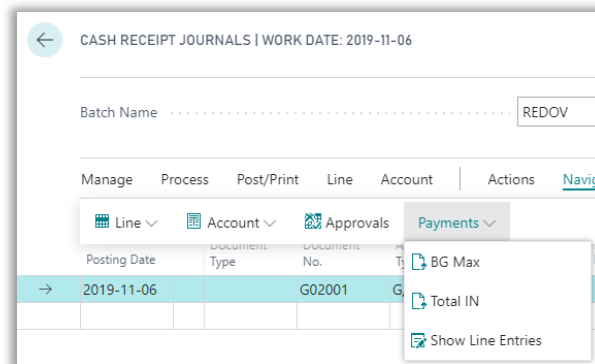 CASH RECEIPT JOURNALS | WORK DATE: 2019-11-06
Batch Name REDOV
Manage Process Post/Print Line Account Actions
Line Account Approvals Payments
Posting Date Document Type Document No.
2019-11-06 G02001
BG Max
Total IN
Show Line Entries